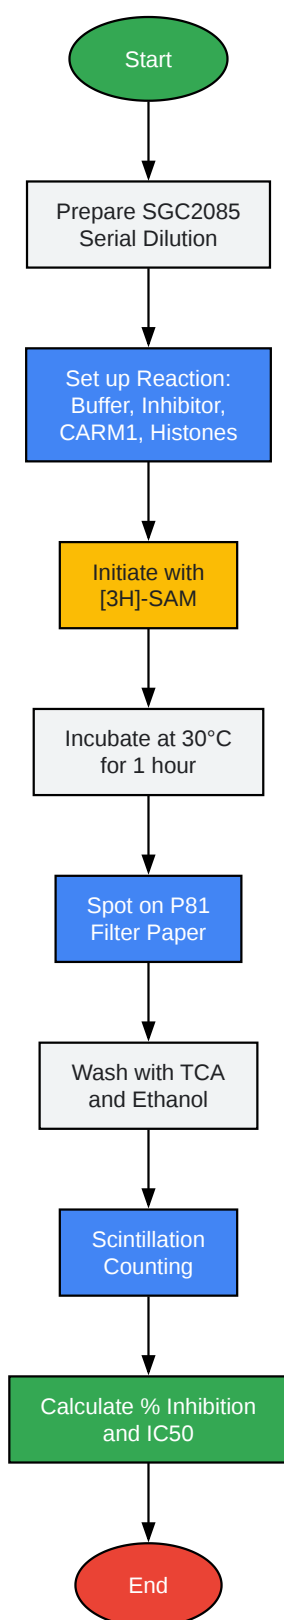 Start
Prepare SGC2085
Serial Dilution
Set up Reaction:
Buffer, Inhibitor,
CARM1, Histones
Initiate with
[3H]-SAM
Incubate at 30°C
for 1 hour
Spot on P81
Filter Paper
Wash with TCA
and Ethanol
Scintillation
Counting
Calculate % Inhibition
and IC50
End